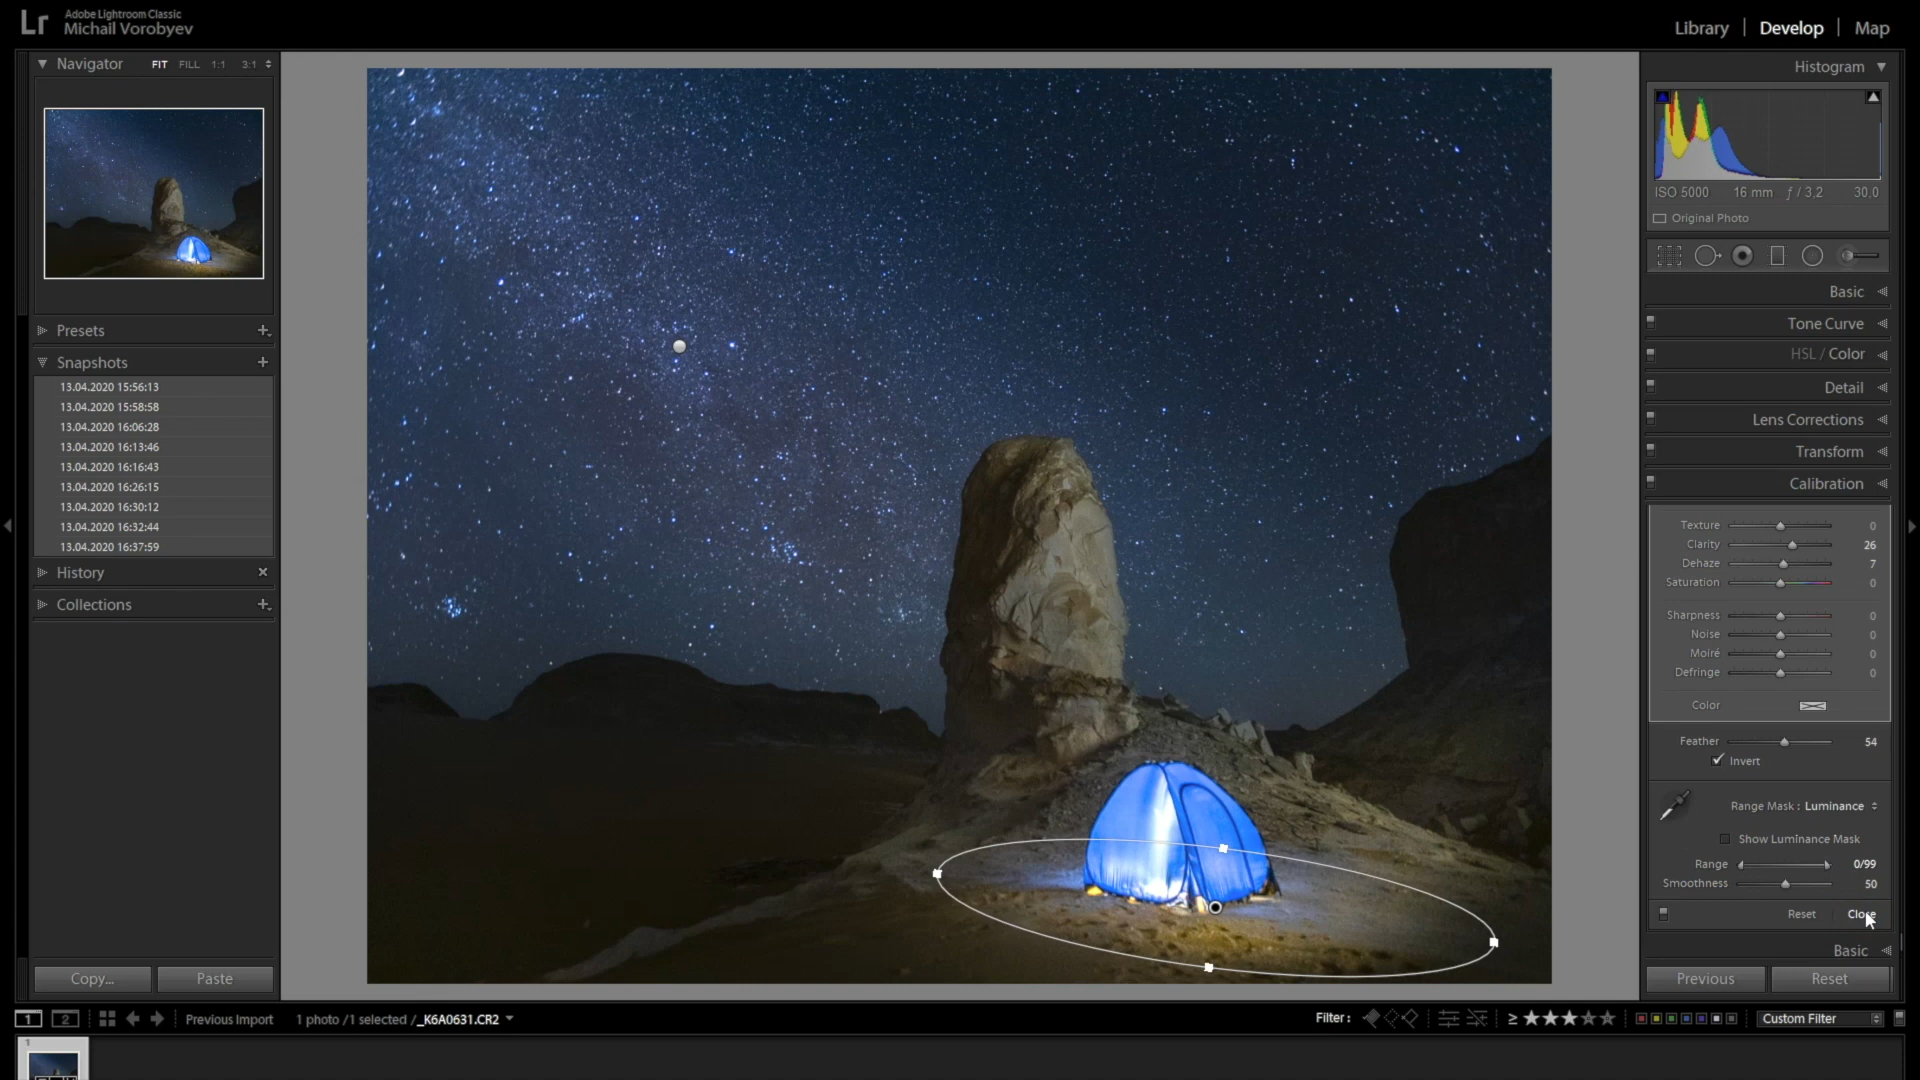 Lr
Adobe Lightroom Classic
Michail Vorobyev
Library | Develop | Map
Navigator FIT FILL 1:1 3:1
Presets
Snapshots
13.04.2020 15:56:13
13.04.2020 15:58:58
13.04.2020 16:06:28
13.04.2020 16:13:46
13.04.2020 16:16:43
13.04.2020 16:26:15
13.04.2020 16:30:12
13.04.2020 16:32:44
13.04.2020 16:37:59
History
Collections
Copy... Paste
Histogram
ISO 5000 16 mm ƒ / 3,2 30,0
Original Photo
Basic
Tone Curve
HSL / Color
Detail
Lens Corrections
Transform
Calibration
Texture 0
Clarity 26
Dehaze 7
Saturation 0
Sharpness 0
Noise 0
Moiré 0
Defringe 0
Color
Feather 54
Invert
Range Mask : Luminance
Show Luminance Mask
Range 0/99
Smoothness 50
Reset Close
Basic
Previous Reset
1 2 Previous Import 1 photo /1 selected /_K6A0631.CR2 Filter : ≥ Custom Filter
1